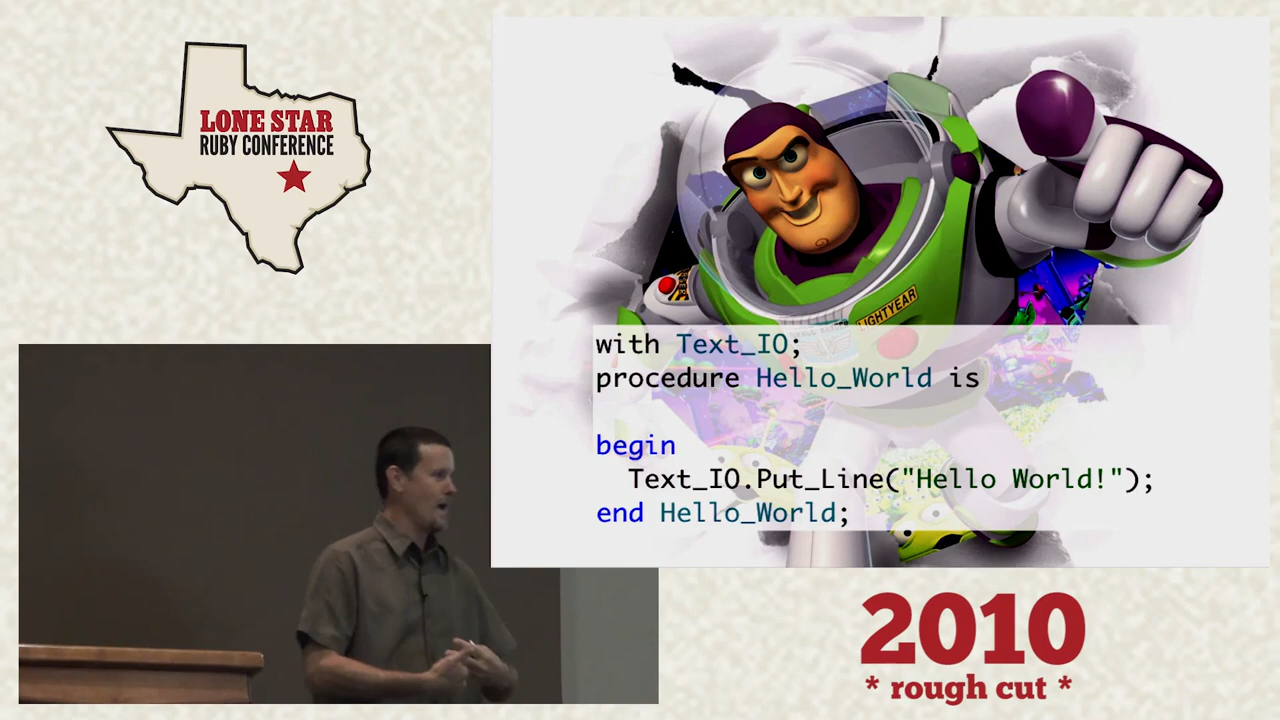 LONE STAR
RUBY CONFERENCE
LIGHTYEAR
with Text_IO;
procedure Hello_World is
begin
  Text_IO.Put_Line("Hello World!");
end Hello_World;
2010
* rough cut *